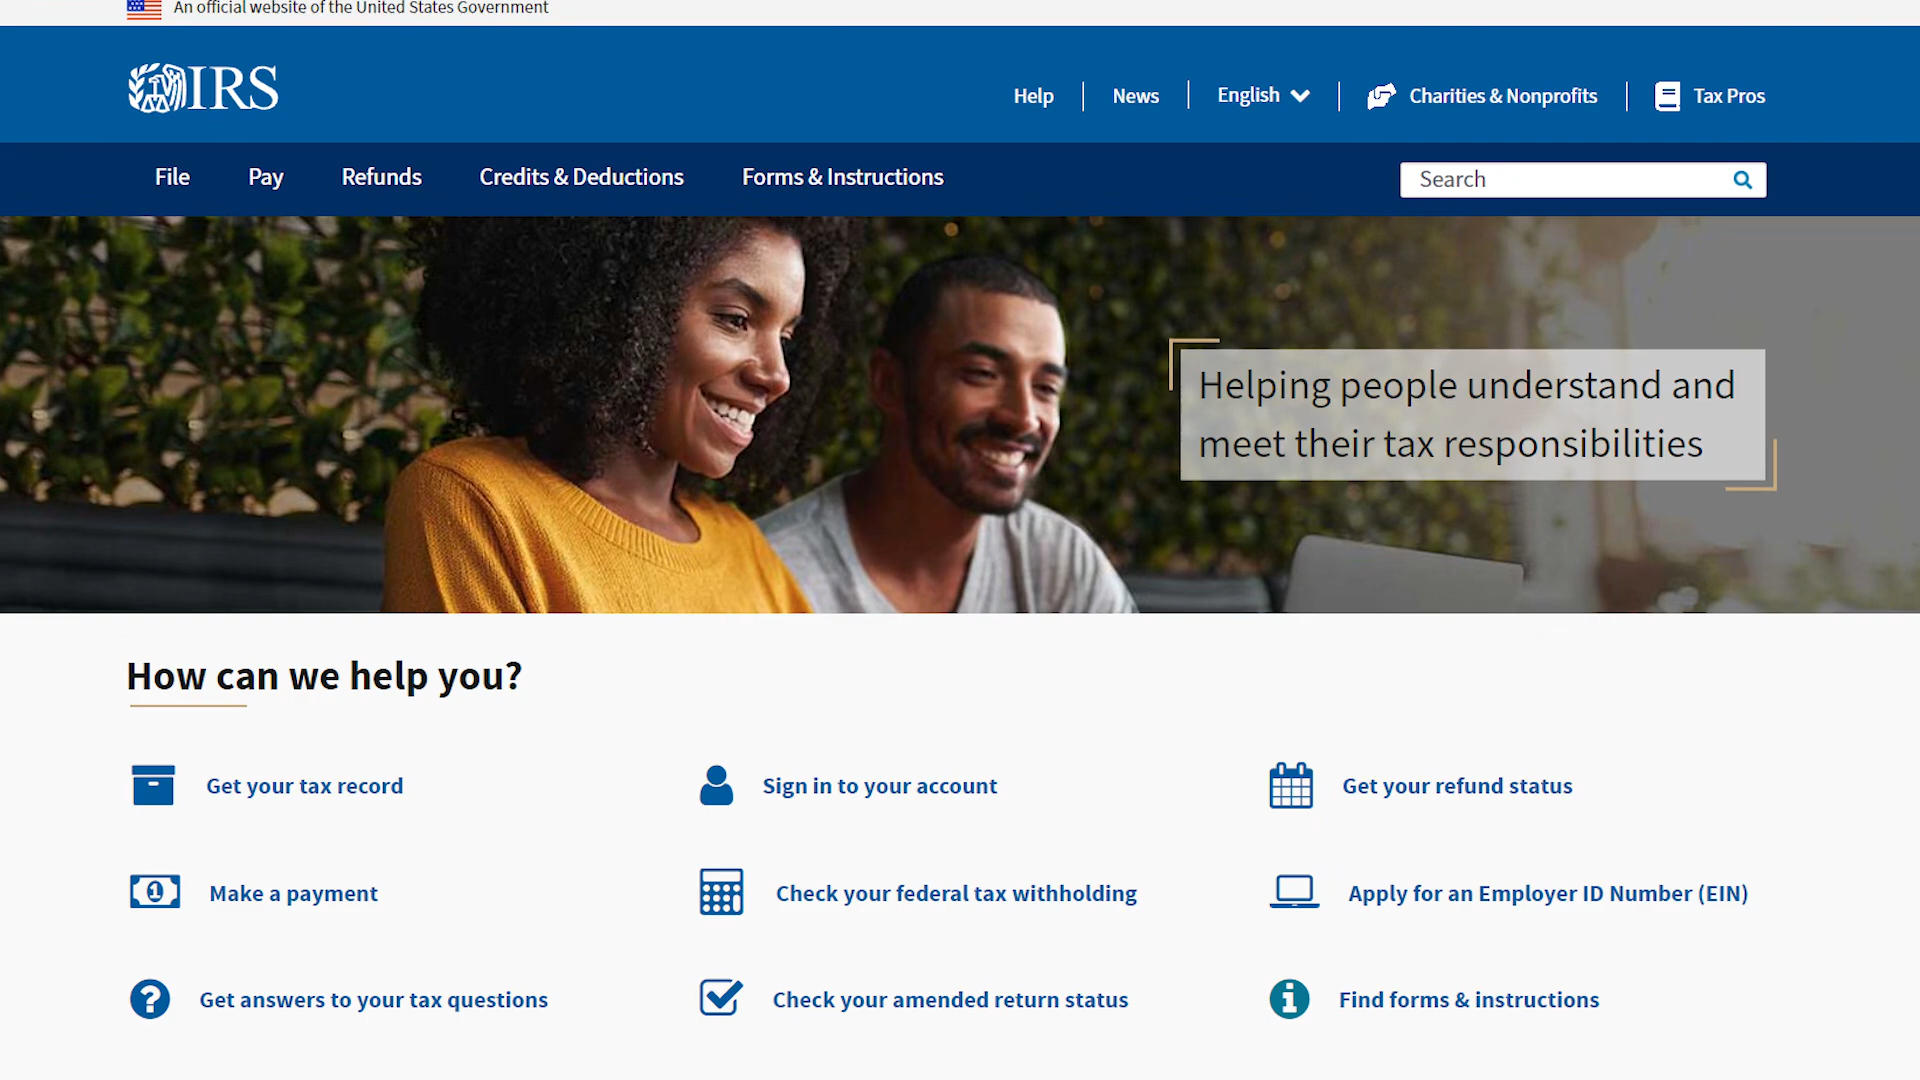 An official website of the United States Government
IRS
Help
News
English
Charities & Nonprofits
Tax Pros
File
Pay
Refunds
Credits & Deductions
Forms & Instructions
Search
Helping people understand and
meet their tax responsibilities
How can we help you?
Get your tax record
Sign in to your account
Get your refund status
1
Make a payment
Check your federal tax withholding
Apply for an Employer ID Number (EIN)
?
Get answers to your tax questions
Check your amended return status
i
Find forms & instructions